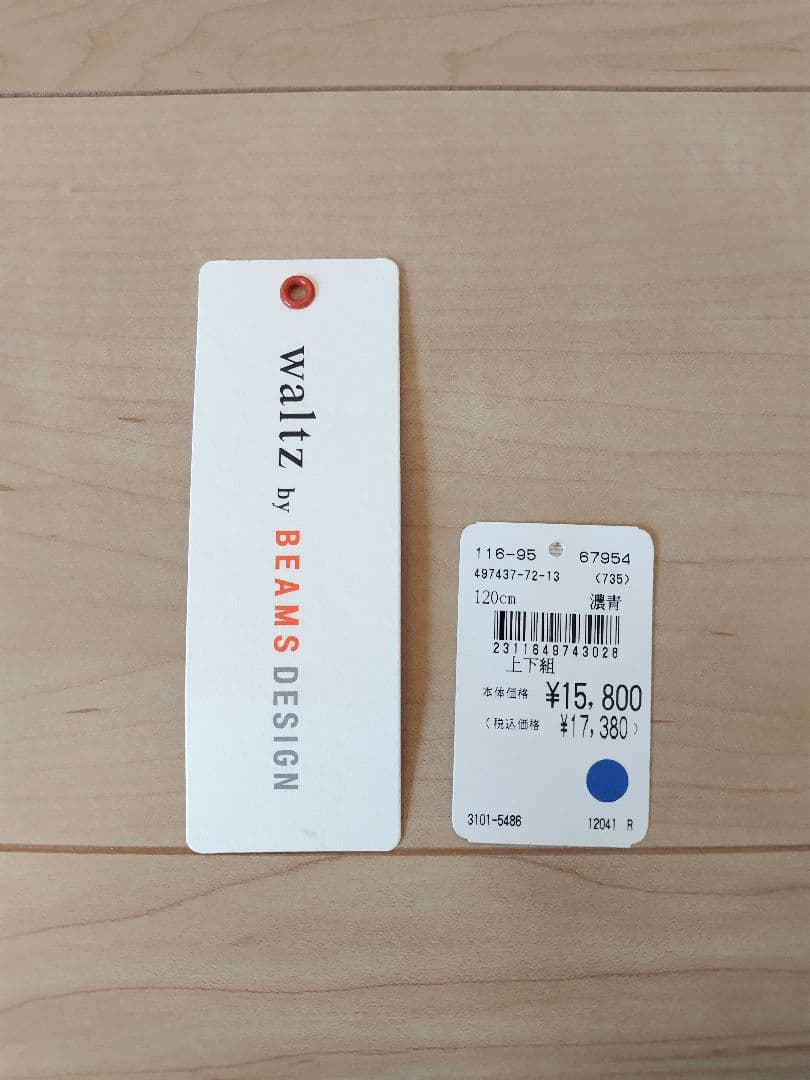 waltz by BEAMS DESIGN
116-95 67954
497437-72-13 〈735〉
120cm 濃青
2311649743028
上下組
本体価格 ¥15,800
(税込価格 ¥17,380)
3101-5486 12041 R